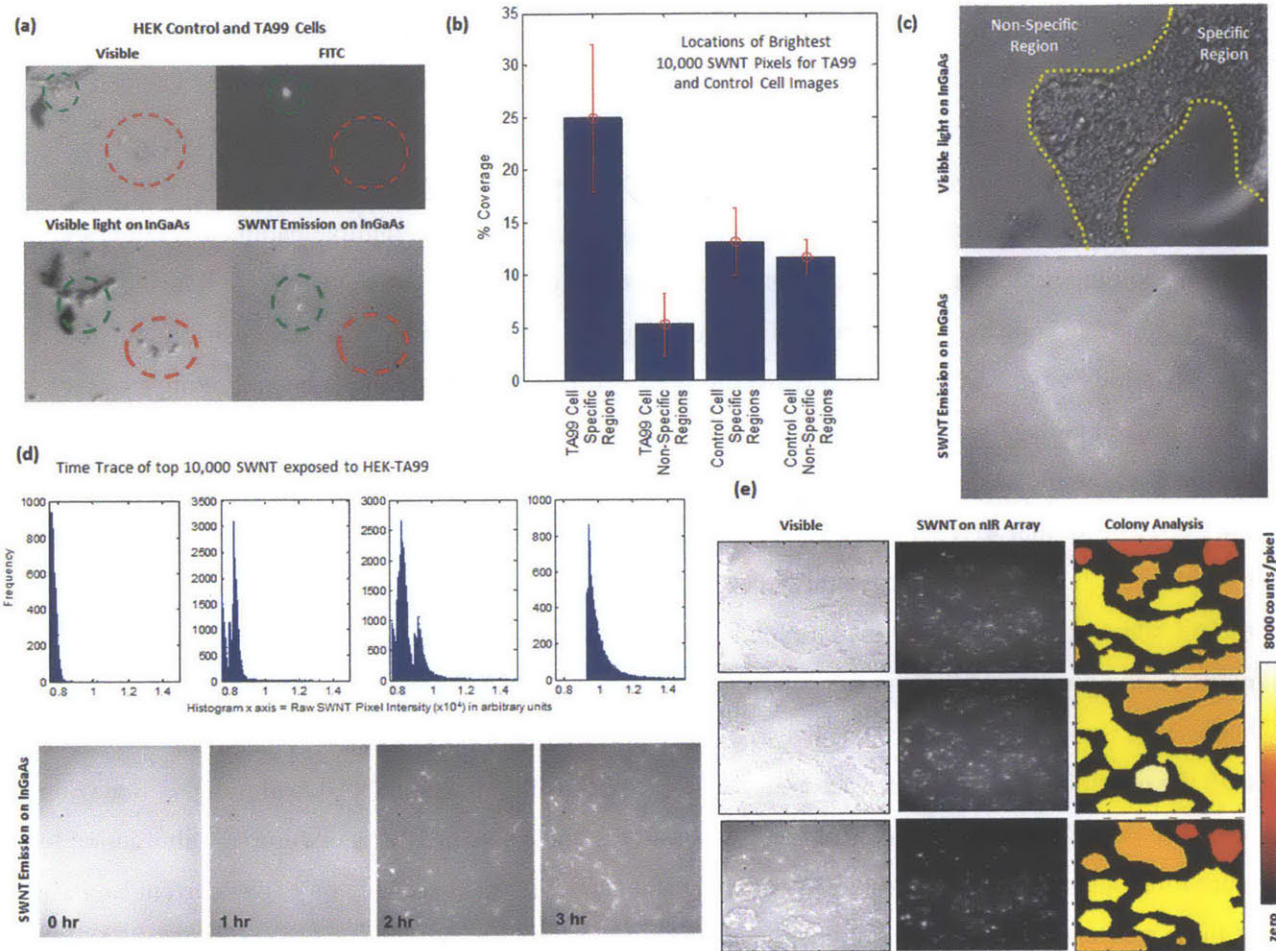 (a)
HEK Control and TA99 Cells
Visible
FITC
Visible light on InGaAs
SWNT Emission on InGaAs
(b)
35
30
25
20
15
10
5
0
% Coverage
Locations of Brightest
10,000 SWNT Pixels for TA99
and Control Cell Images
TA99 Cell
Specific
Regions
TA99 Cell
Non-Specific
Regions
Control Cell
Specific
Regions
Control Cell
Non-Specific
Regions
(c)
Non-Specific
Region
Specific
Region
Visible light on InGaAs
SWNT Emission on InGaAs
(d)
Time Trace of top 10,000 SWNT exposed to HEK-TA99
Frequency
1000
800
600
400
200
0
0.8 1 1.2 1.4
3500
3000
2500
2000
1500
1000
500
0
0.8 1 1.2 1.4
3000
2500
2000
1500
1000
500
0
0.8 1 1.2 1.4
1000
800
600
400
200
0
0.8 1 1.2 1.4
Histogram x axis = Raw SWNT Pixel Intensity (x10⁴) in arbitrary units
SWNT Emission on InGaAs
0 hr
1 hr
2 hr
3 hr
(e)
Visible
SWNT on nIR Array
Colony Analysis
8000 counts/pixel
zero